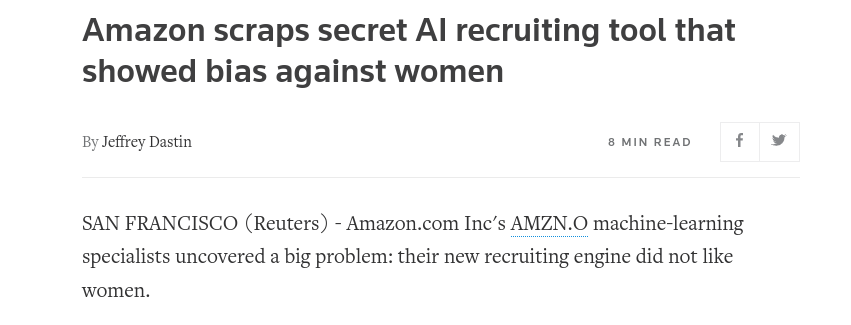 Amazon scraps secret AI recruiting tool that
showed bias against women
By Jeffrey Dastin
8 MIN READ
SAN FRANCISCO (Reuters) - Amazon.com Inc's AMZN.O machine-learning
specialists uncovered a big problem: their new recruiting engine did not like
women.